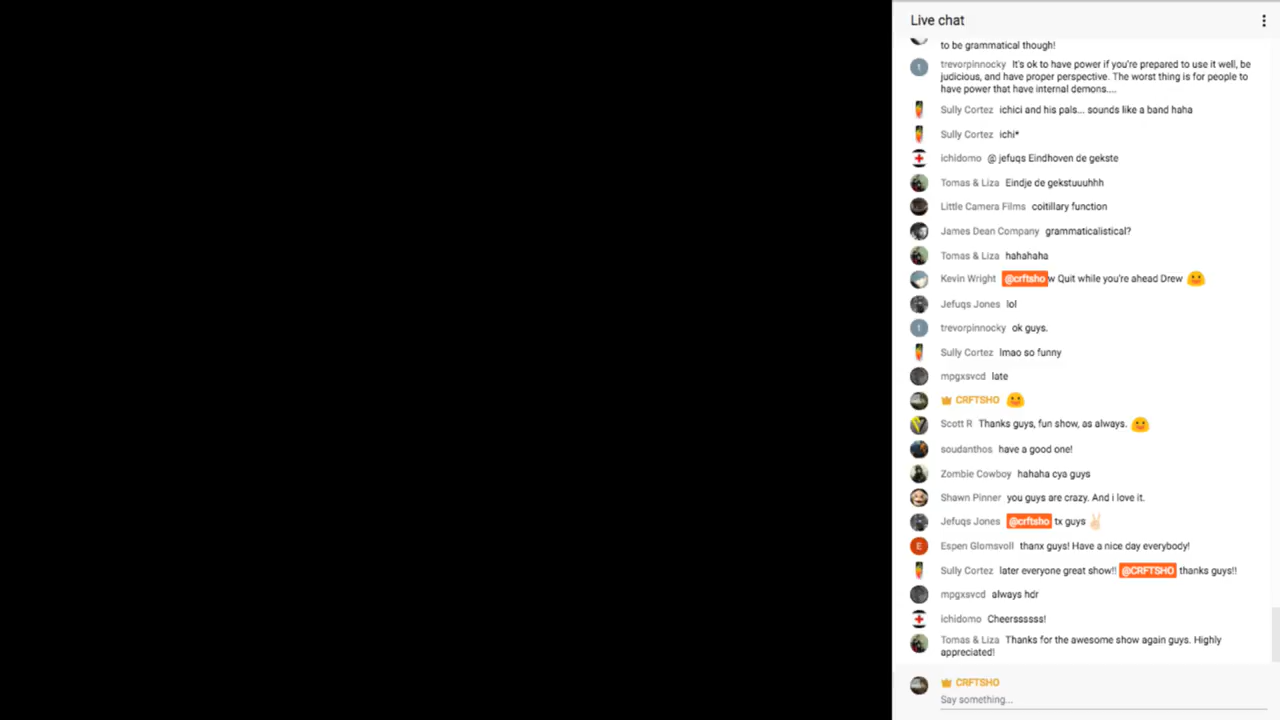 Live chat
to be grammatical though!
trevorpinnocky It's ok to have power if you're prepared to use it well, be
judicious, and have proper perspective. The worst thing is for people to
have power that have internal demons....
Sully Cortez ichici and his pals... sounds like a band haha
Sully Cortez ichi*
ichidomo @ jefuqs Eindhoven de gekste
Tomas & Liza Eindje de gekstuuuhhh
Little Camera Films coitillary function
James Dean Company grammaticalistical?
Tomas & Liza hahahaha
Kevin Wright @crftshow Quit while you're ahead Drew
Jefuqs Jones lol
trevorpinnocky ok guys.
Sully Cortez lmao so funny
mpgxsvcd late
CRFTSHO
Scott R Thanks guys, fun show, as always.
soudanthos have a good one!
Zombie Cowboy hahaha cya guys
Shawn Pinner you guys are crazy. And i love it.
Jefuqs Jones @crftsho tx guys
E Espen Glomsvoll thanx guys! Have a nice day everybody!
Sully Cortez later everyone great show!! @CRFTSHO thanks guys!!
mpgxsvcd always hdr
ichidomo Cheerssssss!
Tomas & Liza Thanks for the awesome show again guys. Highly
appreciated!
CRFTSHO
Say something...